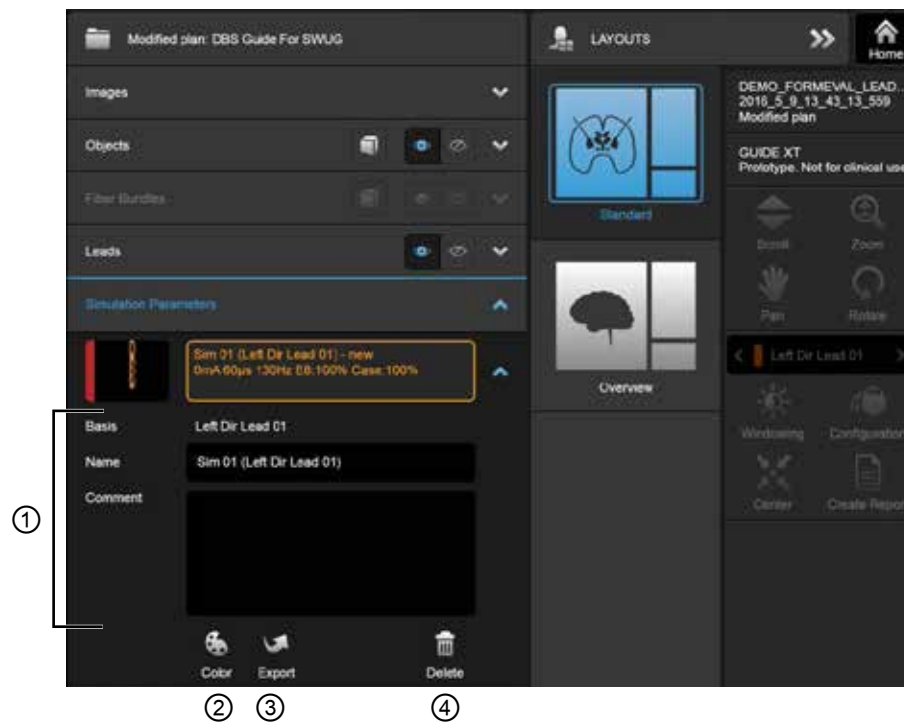 Modified plan: DBS Guide For SWUG
LAYOUTS
Home
Images
DEMO_FORMEVAL_LEAD...
2016_5_9_13_43_13_559
Modified plan
Objects
GUIDE XT
Prototype. Not for clinical use
Fiber Bundles
Standard
Scroll
Zoom
Leads
Pan
Rotate
Simulation Parameters
Sim 01 (Left Dir Lead 01) - new
0mA 60µs 130Hz E8:100% Case:100%
Left Dir Lead 01
Overview
Basis
Left Dir Lead 01
Windowing
Configuration
Name
Sim 01 (Left Dir Lead 01)
Comment
Center
Create Repor
①
Color
Export
Delete
②
③
④